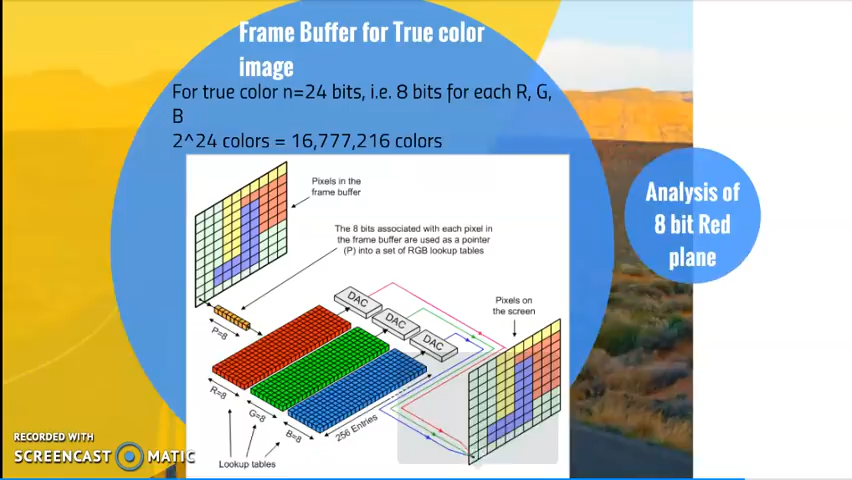 Frame Buffer for True color
image
For true color n=24 bits, i.e. 8 bits for each R, G,
B
2^24 colors = 16,777,216 colors
Pixels in the
frame buffer
The 8 bits associated with each pixel in
the frame buffer are used as a pointer
(P) into a set of RGB lookup tables
Analysis of
8 bit Red
plane
DAC
DAC
DAC
Pixels on
the screen
P=8
R=8
G=8
B=8
256 Entries
Lookup tables
RECORDED WITH
SCREENCAST MATIC